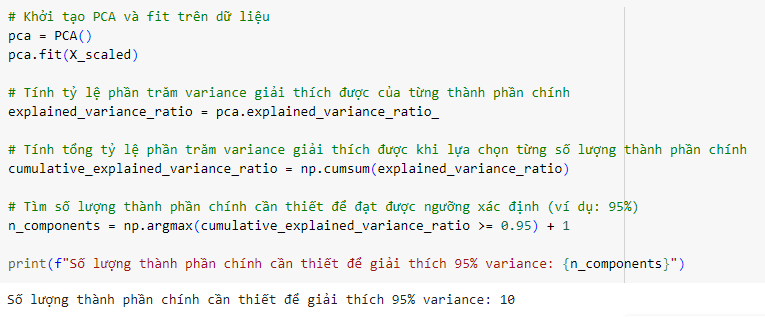 # Khởi tạo PCA và fit trên dữ liệu
pca = PCA()
pca.fit(X_scaled)
# Tính tỷ lệ phần trăm variance giải thích được của từng thành phần chính
explained_variance_ratio = pca.explained_variance_ratio_
# Tính tổng tỷ lệ phần trăm variance giải thích được khi lựa chọn từng số lượng thành phần chính
cumulative_explained_variance_ratio = np.cumsum(explained_variance_ratio)
# Tìm số lượng thành phần chính cần thiết để đạt được ngưỡng xác định (ví dụ: 95%)
n_components = np.argmax(cumulative_explained_variance_ratio >= 0.95) + 1
print(f"Số lượng thành phần chính cần thiết để giải thích 95% variance: {n_components}")
Số lượng thành phần chính cần thiết để giải thích 95% variance: 10